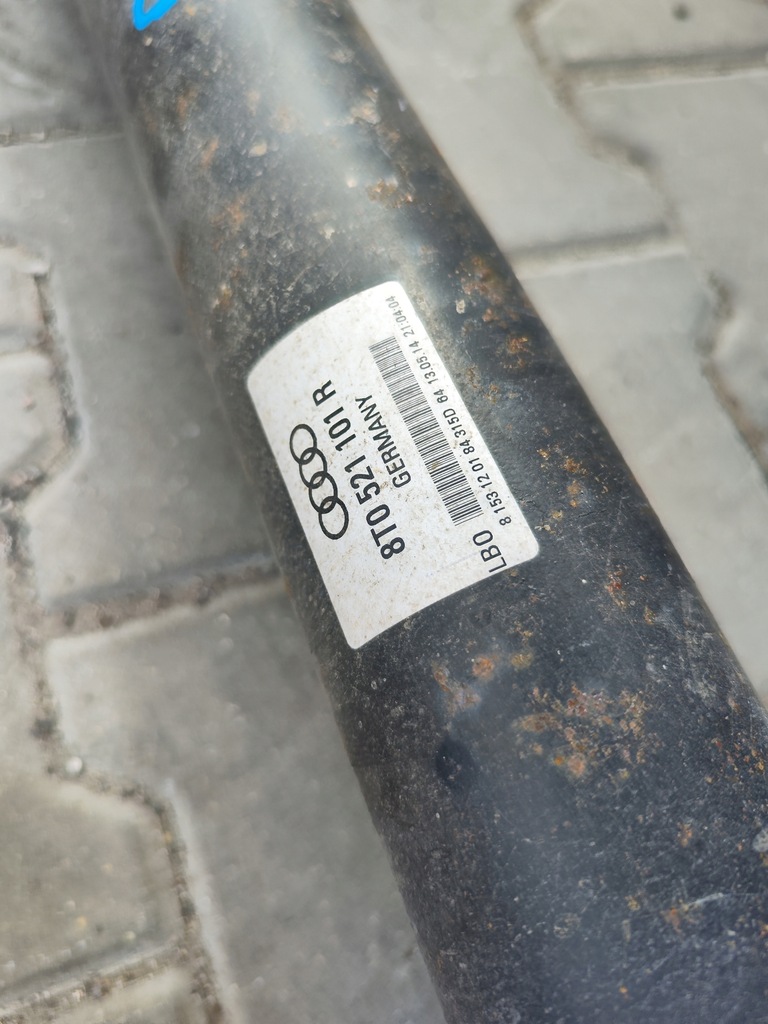 8T0 521 101 R
GERMANY
8 153 12 01 84 315D 64 13.05.14 21:04:04
LBO